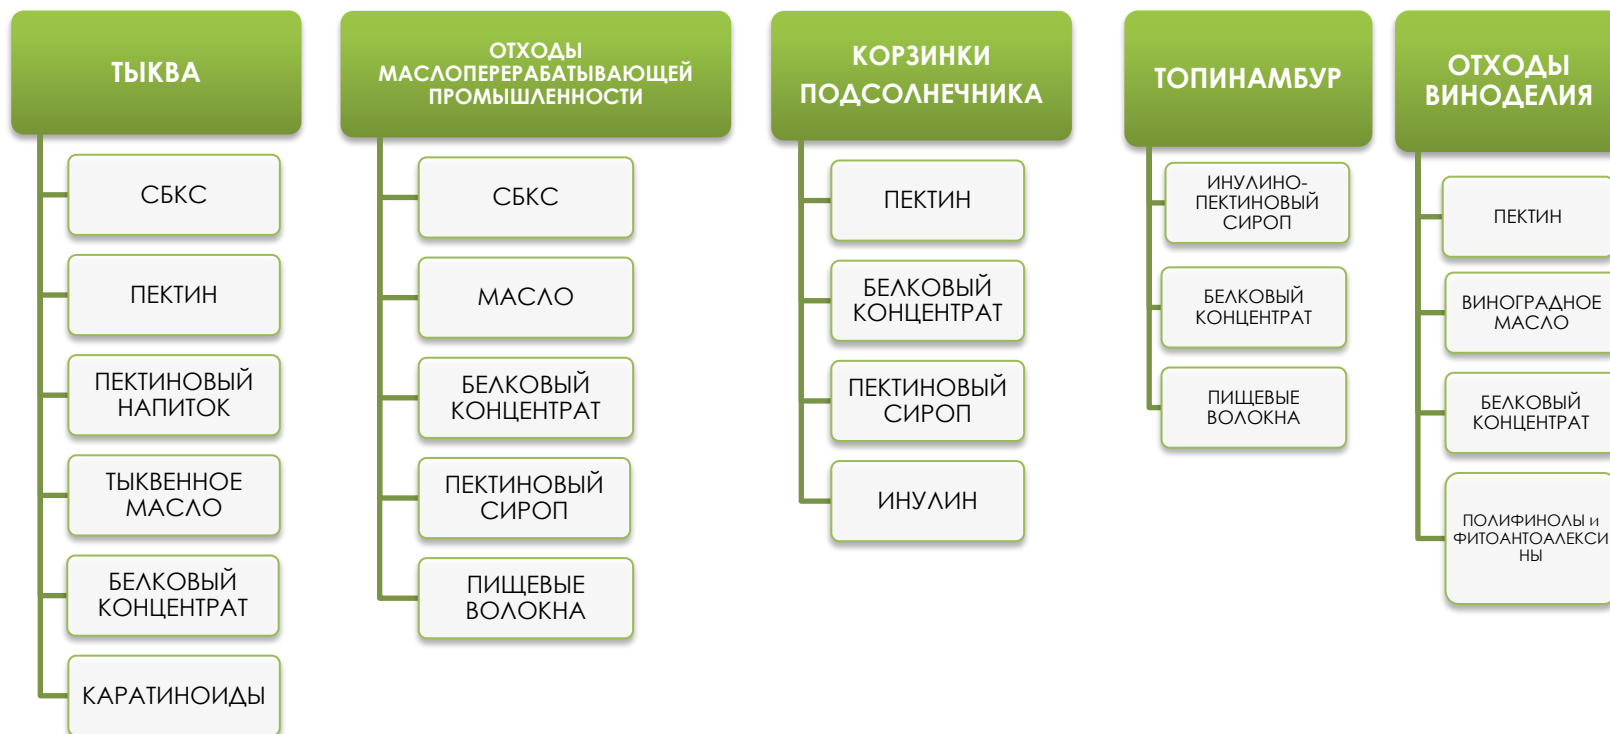 ТЫКВА
СБКС
ПЕКТИН
ПЕКТИНОВЫЙ
НАПИТОК
ТЫКВЕННОЕ
МАСЛО
БЕЛКОВЫЙ
КОНЦЕНТРАТ
КАРАТИНОИДЫ
ОТХОДЫ
МАСЛОПЕРЕРАБАТЫВАЮЩЕЙ
ПРОМЫШЛЕННОСТИ
СБКС
МАСЛО
БЕЛКОВЫЙ
КОНЦЕНТРАТ
ПЕКТИНОВЫЙ
СИРОП
ПИЩЕВЫЕ
ВОЛОКНА
КОРЗИНКИ
ПОДСОЛНЕЧНИКА
ПЕКТИН
БЕЛКОВЫЙ
КОНЦЕНТРАТ
ПЕКТИНОВЫЙ
СИРОП
ИНУЛИН
ТОПИНАМБУР
ИНУЛИНО-
ПЕКТИНОВЫЙ
СИРОП
БЕЛКОВЫЙ
КОНЦЕНТРАТ
ПИЩЕВЫЕ
ВОЛОКНА
ОТХОДЫ
ВИНОДЕЛИЯ
ПЕКТИН
ВИНОГРАДНОЕ
МАСЛО
БЕЛКОВЫЙ
КОНЦЕНТРАТ
ПОЛИФИНОЛЫ и
ФИТОАНТОАЛЕКСИ
НЫ